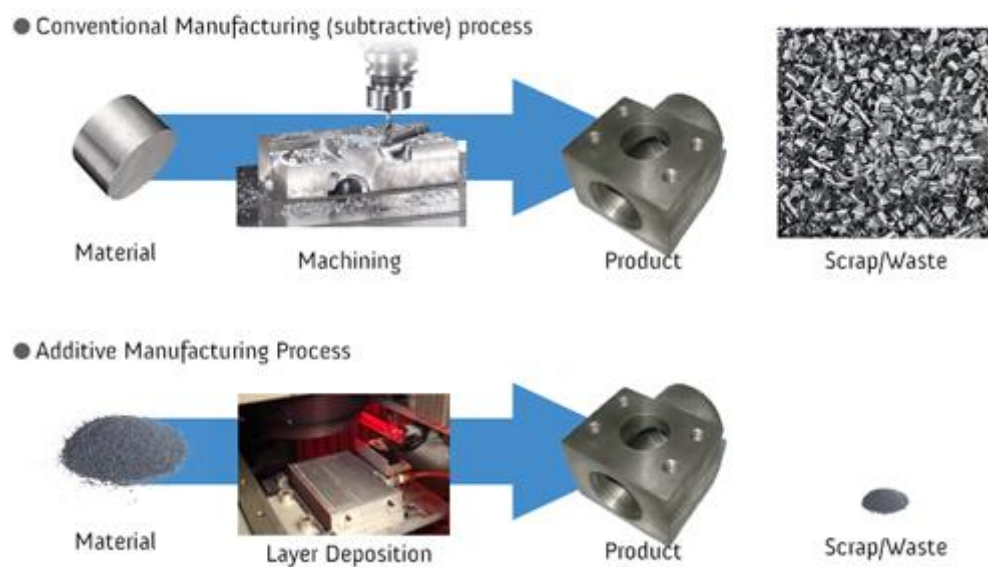 Conventional Manufacturing (subtractive) process
Material
Machining
Product
Scrap/Waste
Additive Manufacturing Process
Material
Layer Deposition
Product
Scrap/Waste